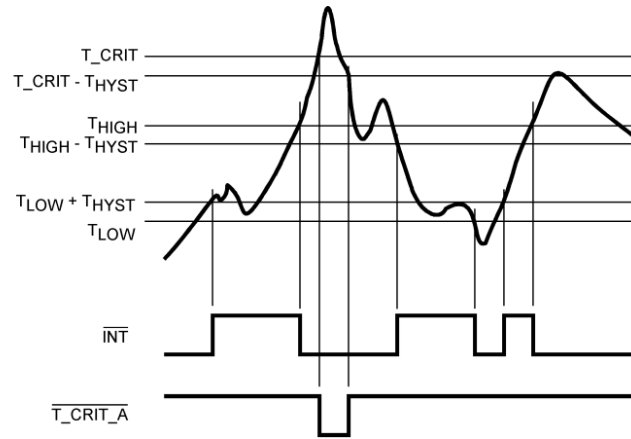 T_CRIT
T_CRIT - THYST
THIGH
THIGH - THYST
TLOW + THYST
TLOW
INT
T_CRIT_A